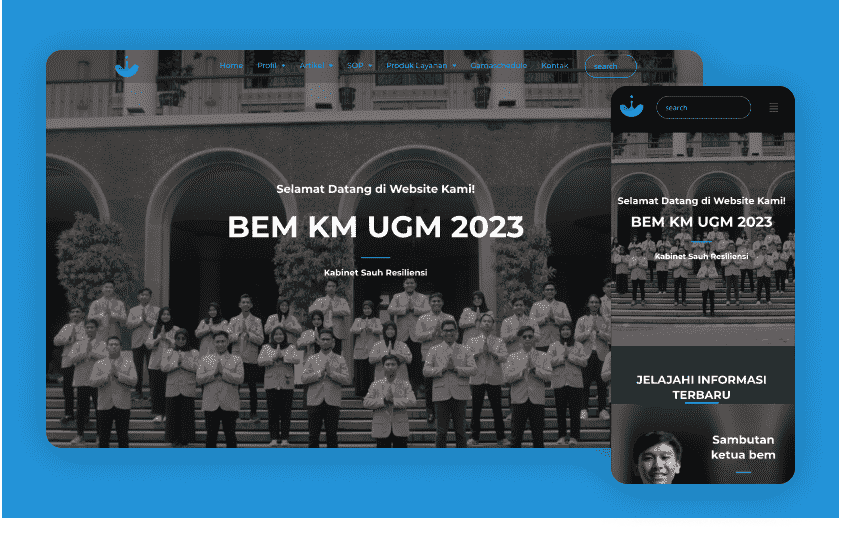 Home Profil Artikel SOP Produk Layanan Gamaschedule Kontak search
Selamat Datang di Website Kami!
BEM KM UGM 2023
Kabinet Sauh Resiliensi
search
Selamat Datang di Website Kami!
BEM KM UGM 2023
Kabinet Sauh Resiliensi
JELAJAHI INFORMASI
TERBARU
Sambutan
ketua bem